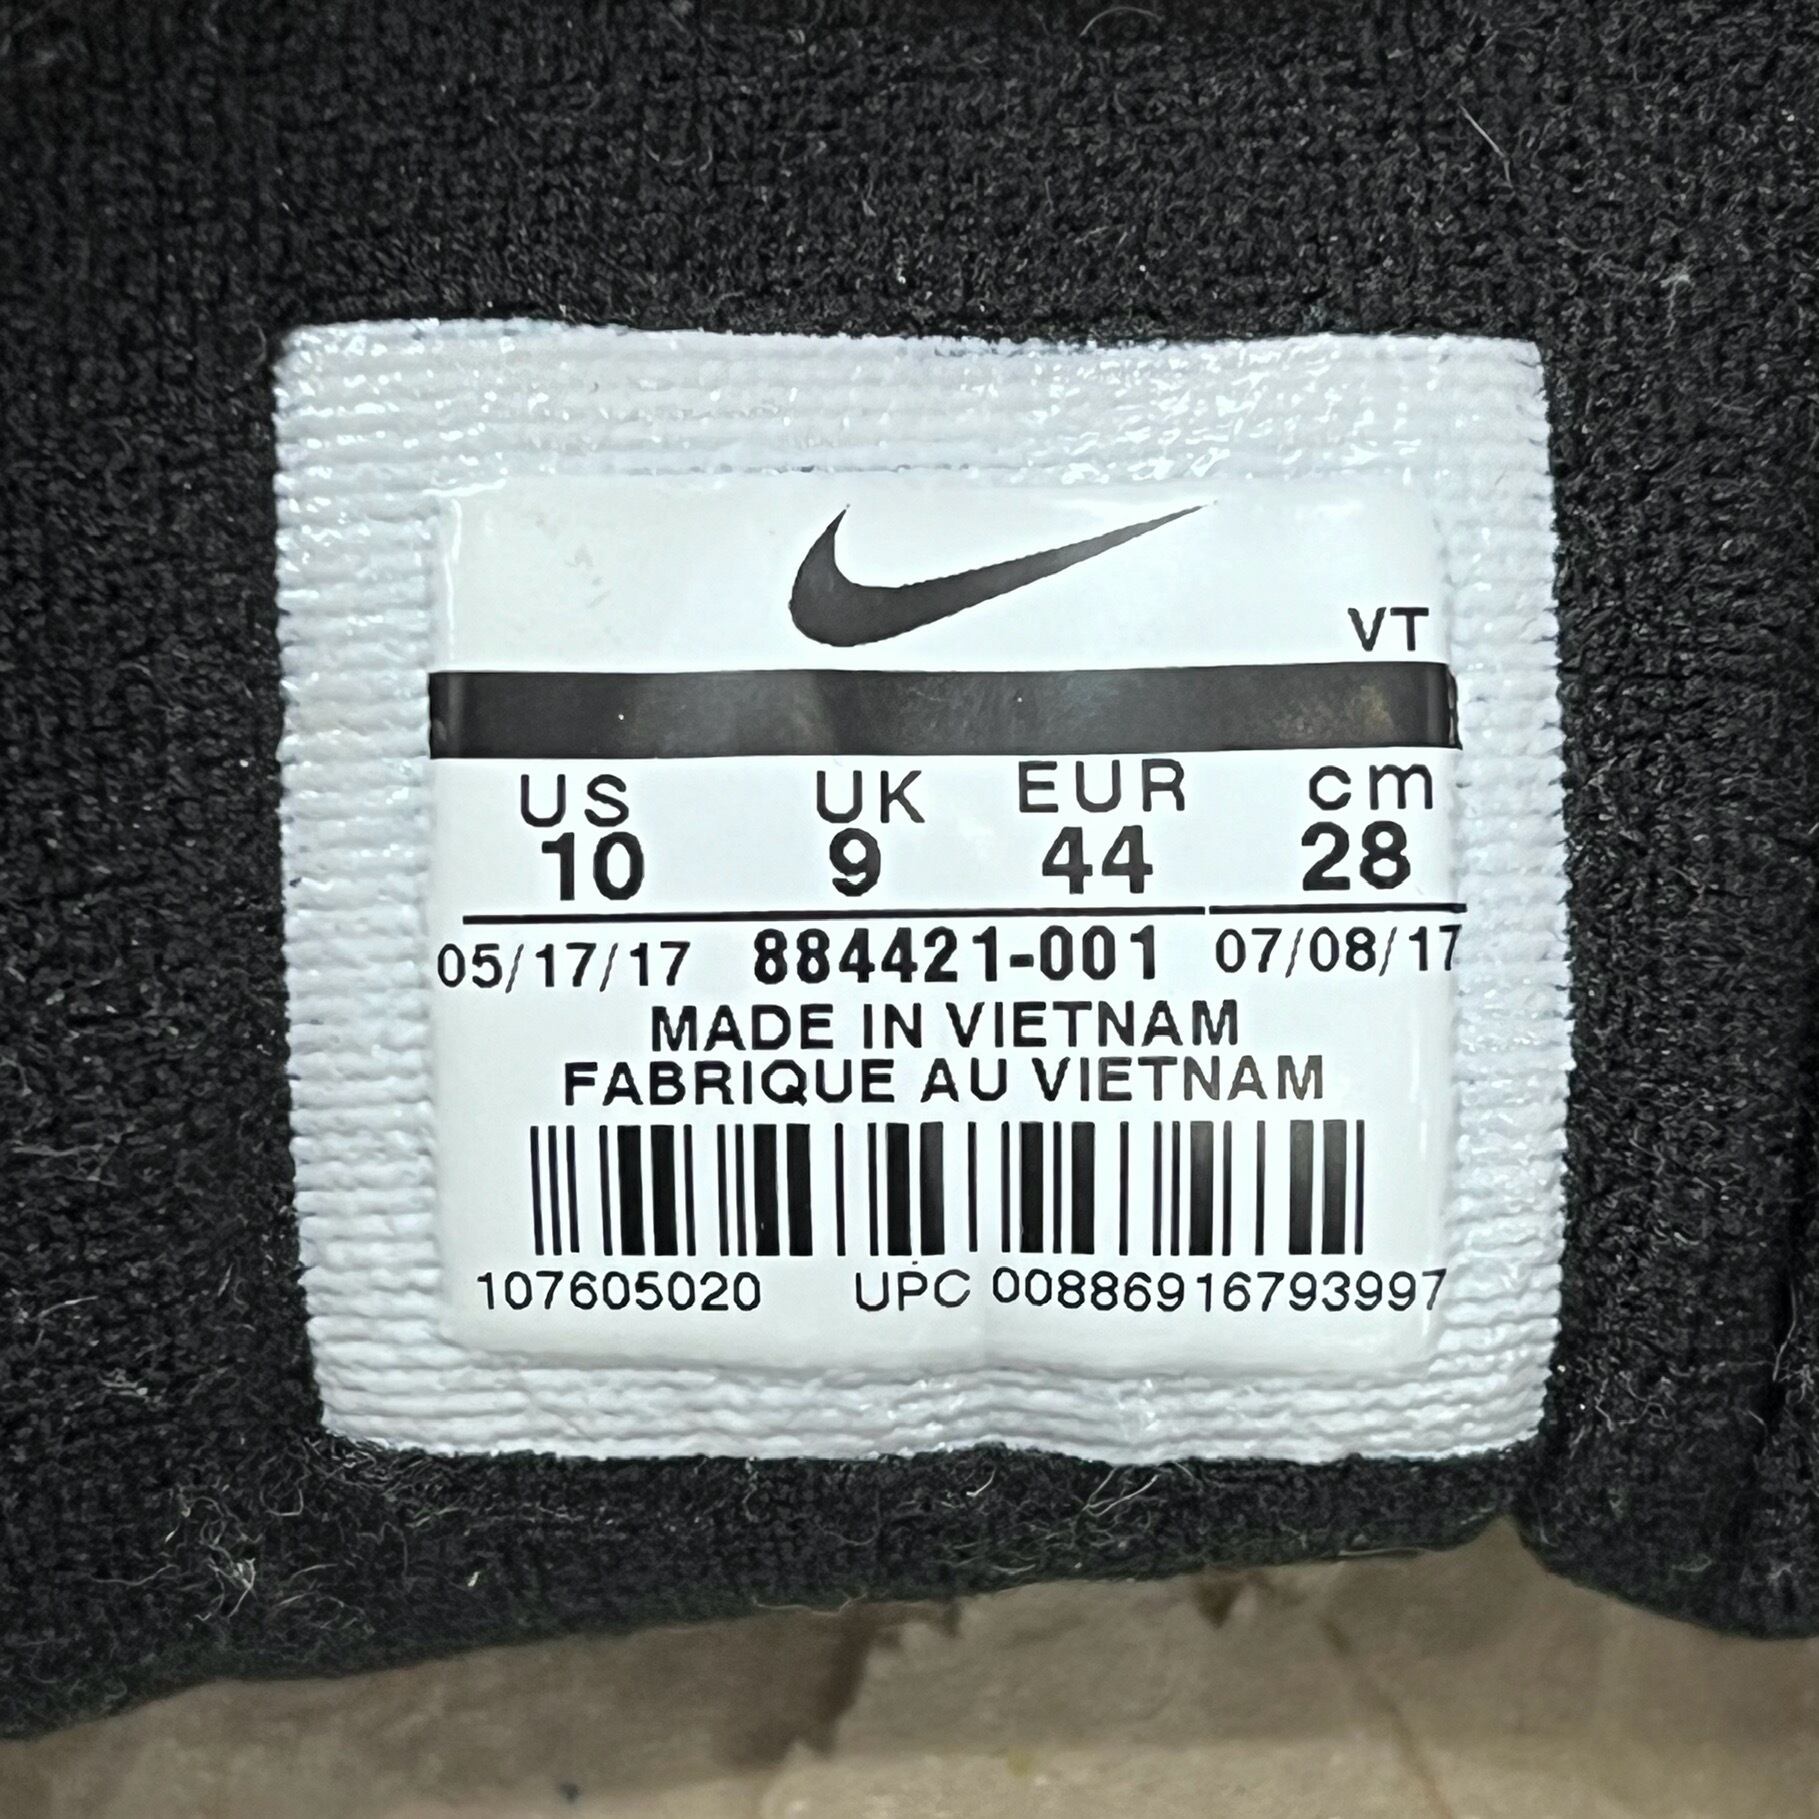 VT
US UK EUR cm
10 9 44 28
05/17/17 884421-001 07/08/17
MADE IN VIETNAM
FABRIQUE AU VIETNAM
107605020 UPC 00886916793997